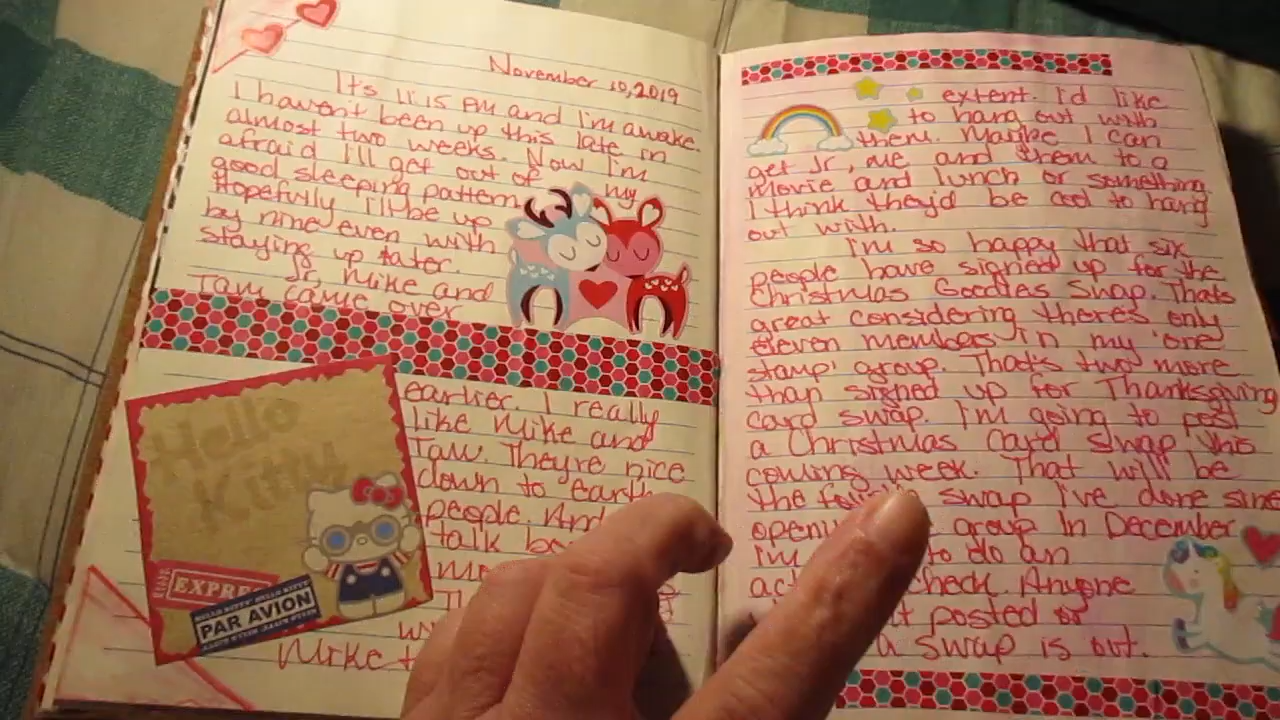 November 10, 2019
It's 11:15 PM and I'm awake.
I haven't been up this late in
almost two weeks. Now I'm
afraid I'll get out of my
good sleeping pattern.
Hopefully I'll be up
by nine even with
staying up later.
Jr, Mike and
Tam came over
earlier. I really
like Mike and
Tam. They're nice
down to earth
people. And
talk
Mike
Hello
Kitty
EXPRE
PAR AVION
extent. I'd like
to hang out with
them. Maybe I can
get Jr, me and them to a
movie and lunch or something.
I think they'd be cool to hang
out with.
I'm so happy that six
people have signed up for the
Christmas Goodies Swap. Thats
great considering there's only
eleven members in my 'one
stamp' group. That's two more
than signed up for Thanksgiving
card swap. I'm going to post
a Christmas Card Swap this
coming week. That will be
the swap I've done since
group In December
I'm to do an
check. Anyone
posted or
a swap is out.